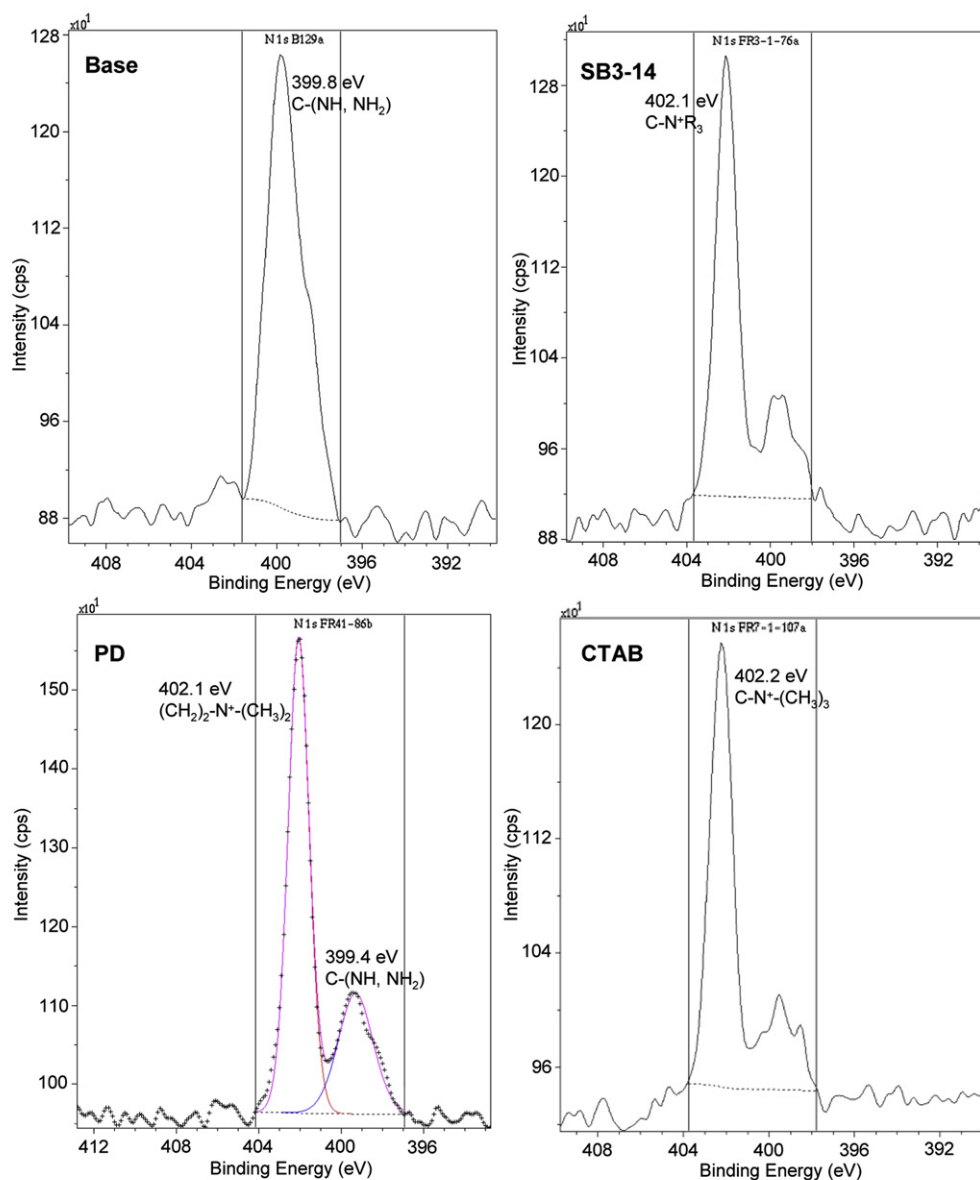 x10¹
N1s B129a
128
Base
399.8 eV
C-(NH, NH₂)
120
112
104
96
88
Intensity (cps)
408 404 400 396 392
Binding Energy (eV)
x10¹
N1s FR3-1-76a
SB3-14
128
402.1 eV
C-N⁺R₃
120
112
104
96
88
Intensity (cps)
408 404 400 396 392
Binding Energy (eV)
x10¹
N1s FR41-86b
PD
402.1 eV
(CH₂)₂-N⁺-(CH₃)₂
150
140
130
120
399.4 eV
C-(NH, NH₂)
110
100
Intensity (cps)
412 408 404 400 396
Binding Energy (eV)
x10¹
N1s FR7-1-107a
CTAB
402.2 eV
C-N⁺-(CH₃)₃
120
112
104
96
Intensity (cps)
408 404 400 396 392
Binding Energy (eV)